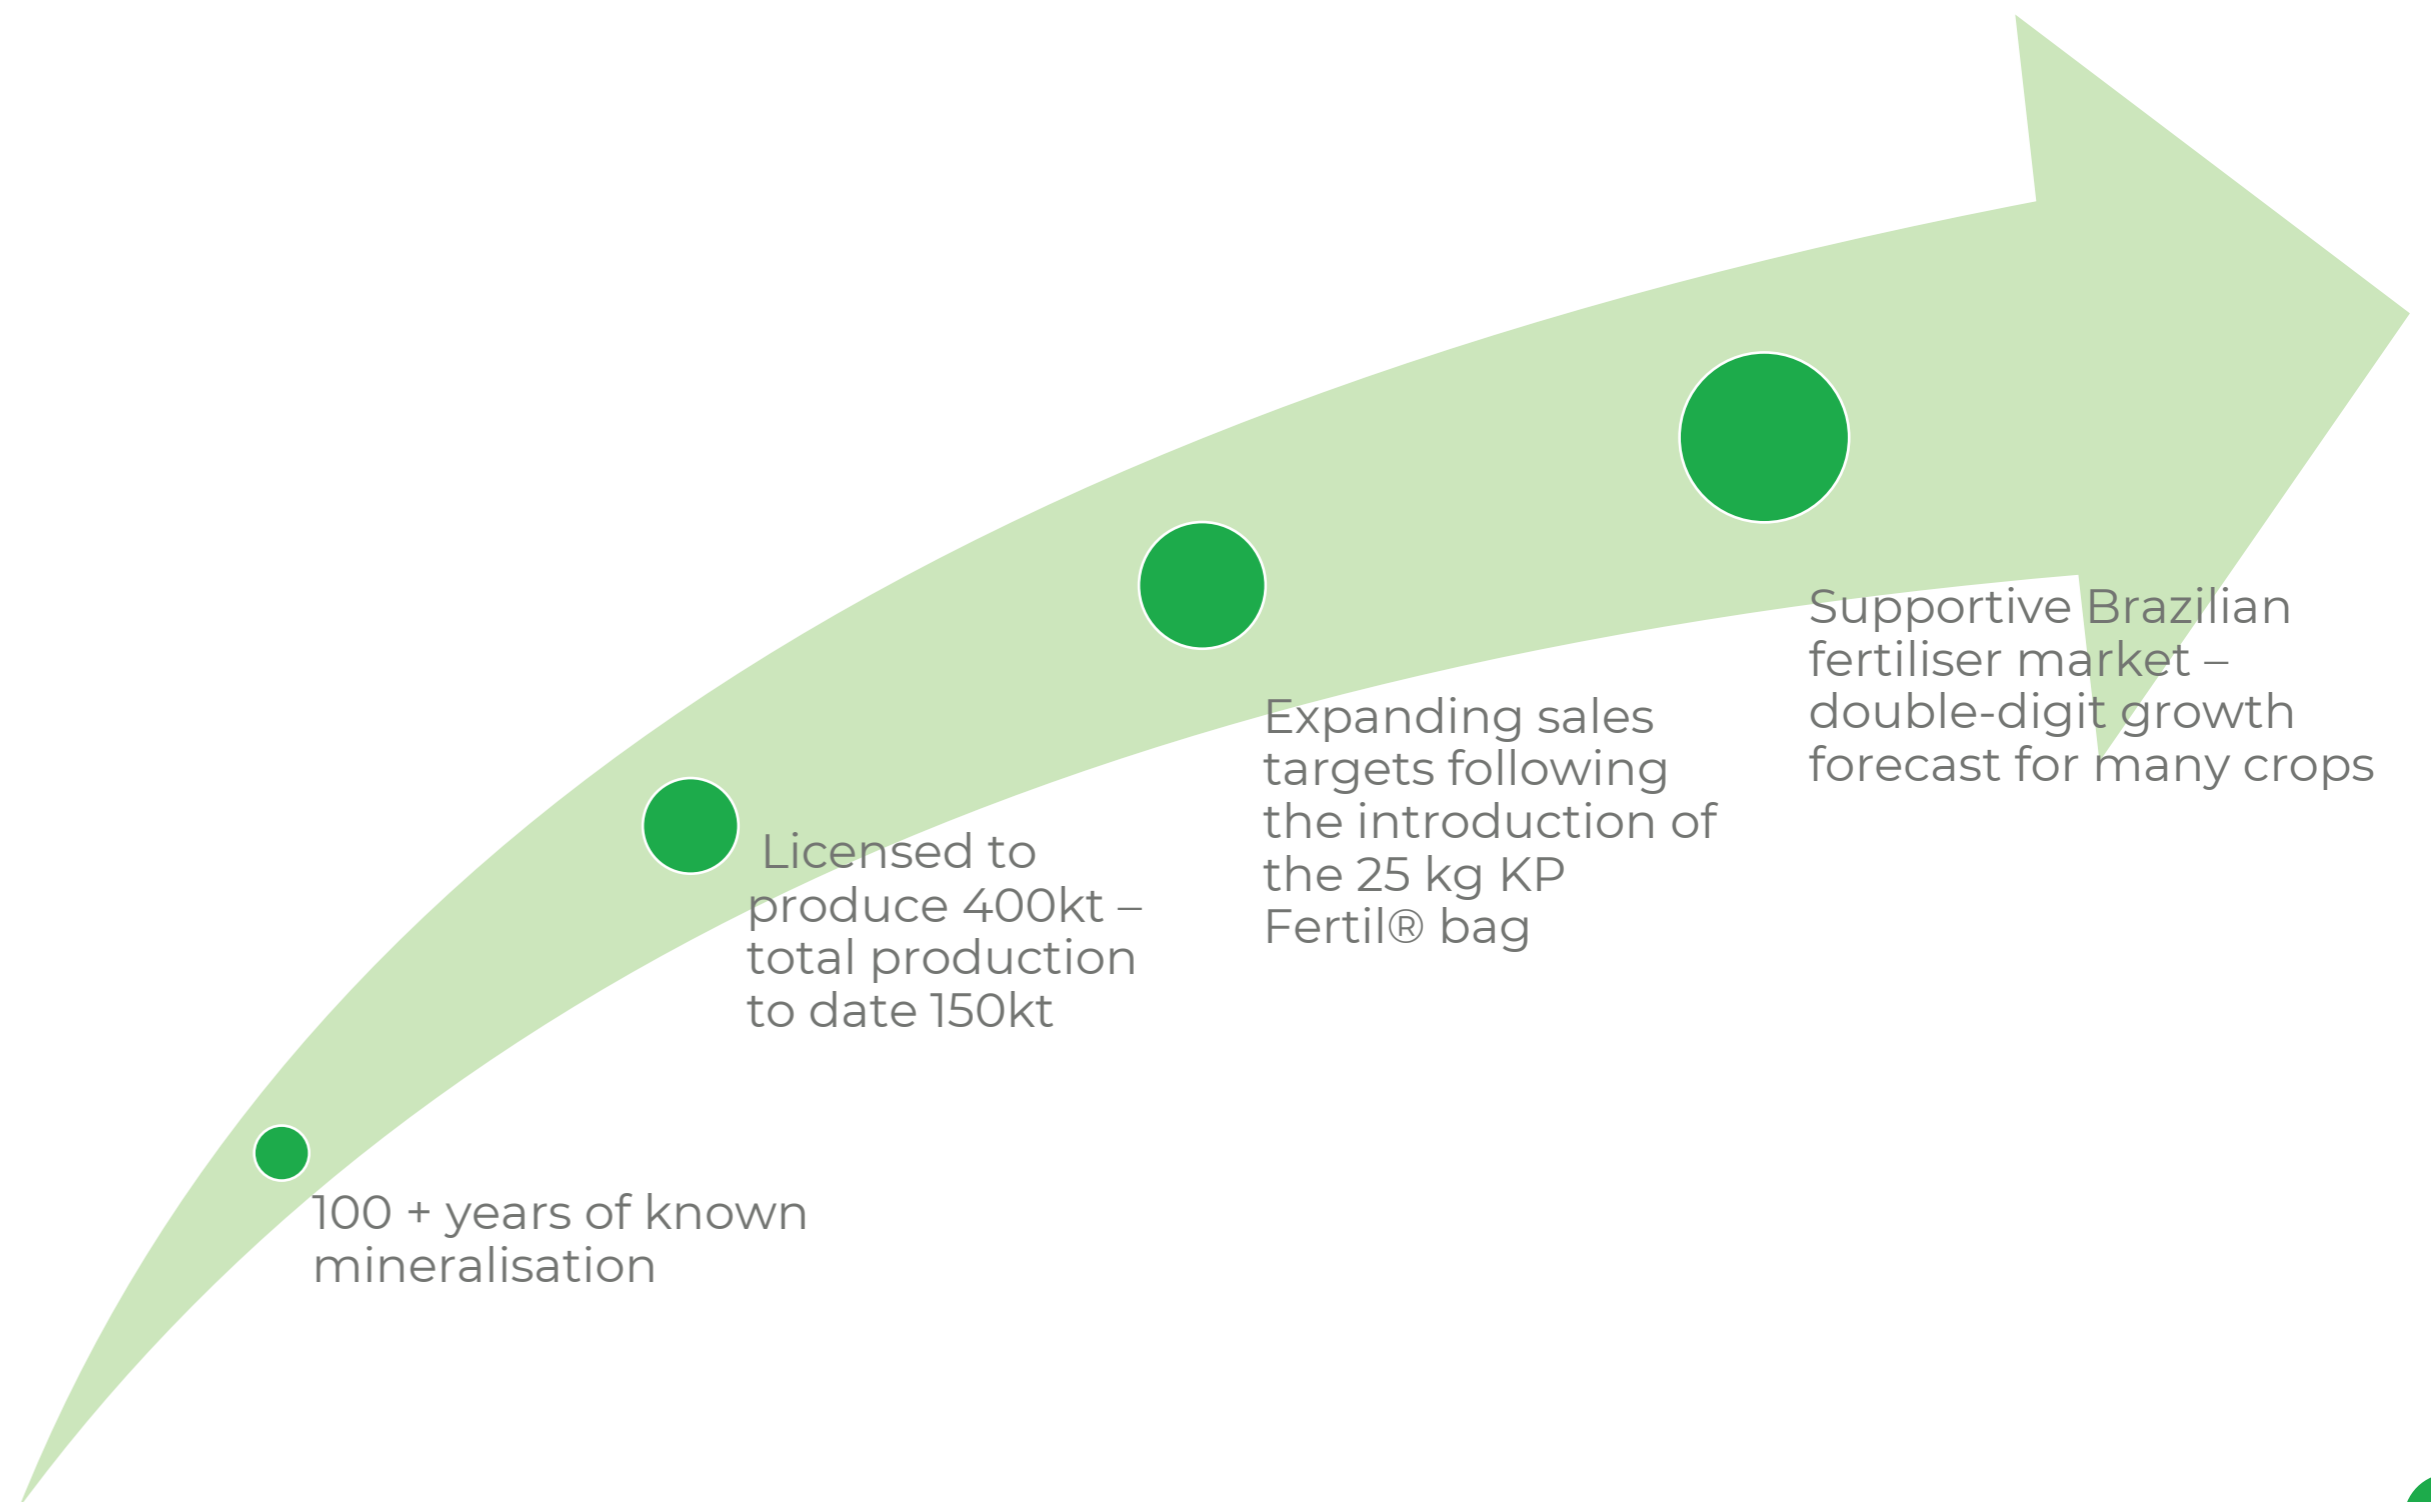 100 + years of known
mineralisation
Licensed to
produce 400kt –
total production
to date 150kt
Expanding sales
targets following
the introduction of
the 25 kg KP
Fertil® bag
Supportive Brazilian
fertiliser market –
double-digit growth
forecast for many crops